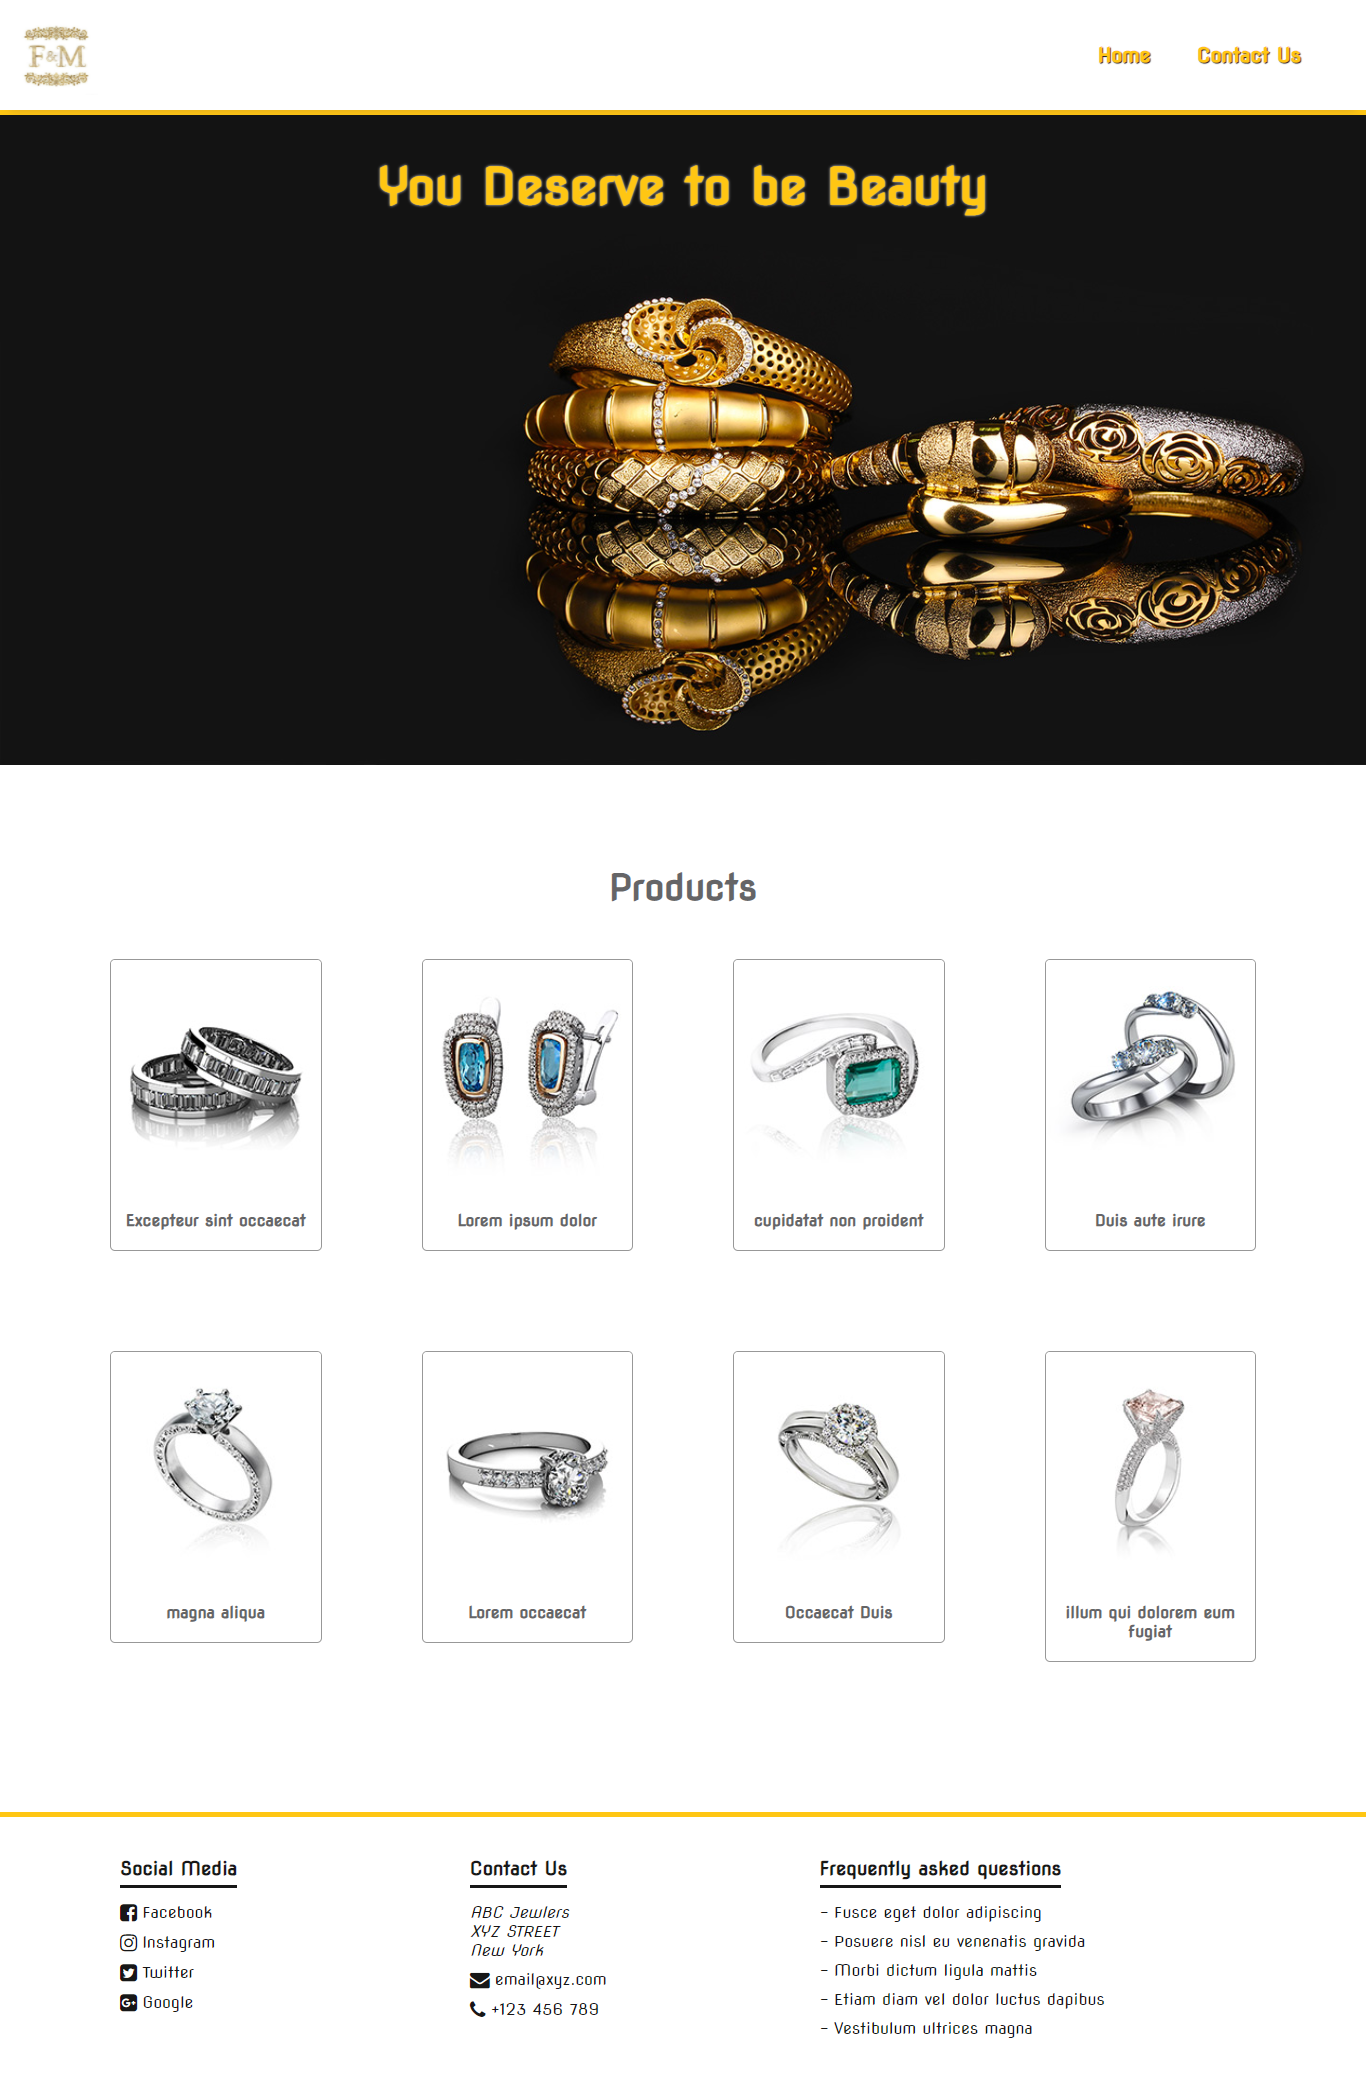 F&M
Home
Contact Us
You Deserve to be Beauty
Products
Excepteur sint occaecat
Lorem ipsum dolor
cupidatat non proident
Duis aute irure
magna aliqua
Lorem occaecat
Occaecat Duis
illum qui dolorem eum
fugiat
Social Media
Facebook
Instagram
Twitter
Google
Contact Us
ABC Jewlers
XYZ STREET
New York
email@xyz.com
+123 456 789
Frequently asked questions
- Fusce eget dolor adipiscing
- Posuere nisl eu venenatis gravida
- Morbi dictum ligula mattis
- Etiam diam vel dolor luctus dapibus
- Vestibulum ultrices magna